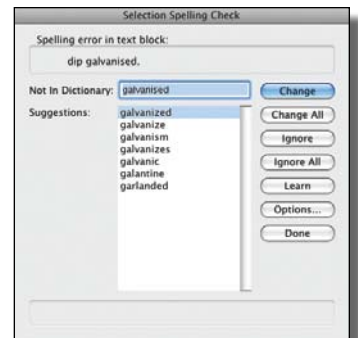 Selection Spelling Check
Spelling error in text block:
dip galvanised.
Not In Dictionary: galvanised
Change
Suggestions:
galvanized
galvanize
galvanism
galvanizes
galvanic
galantine
garlanded
Change All
Ignore
Ignore All
Learn
Options...
Done